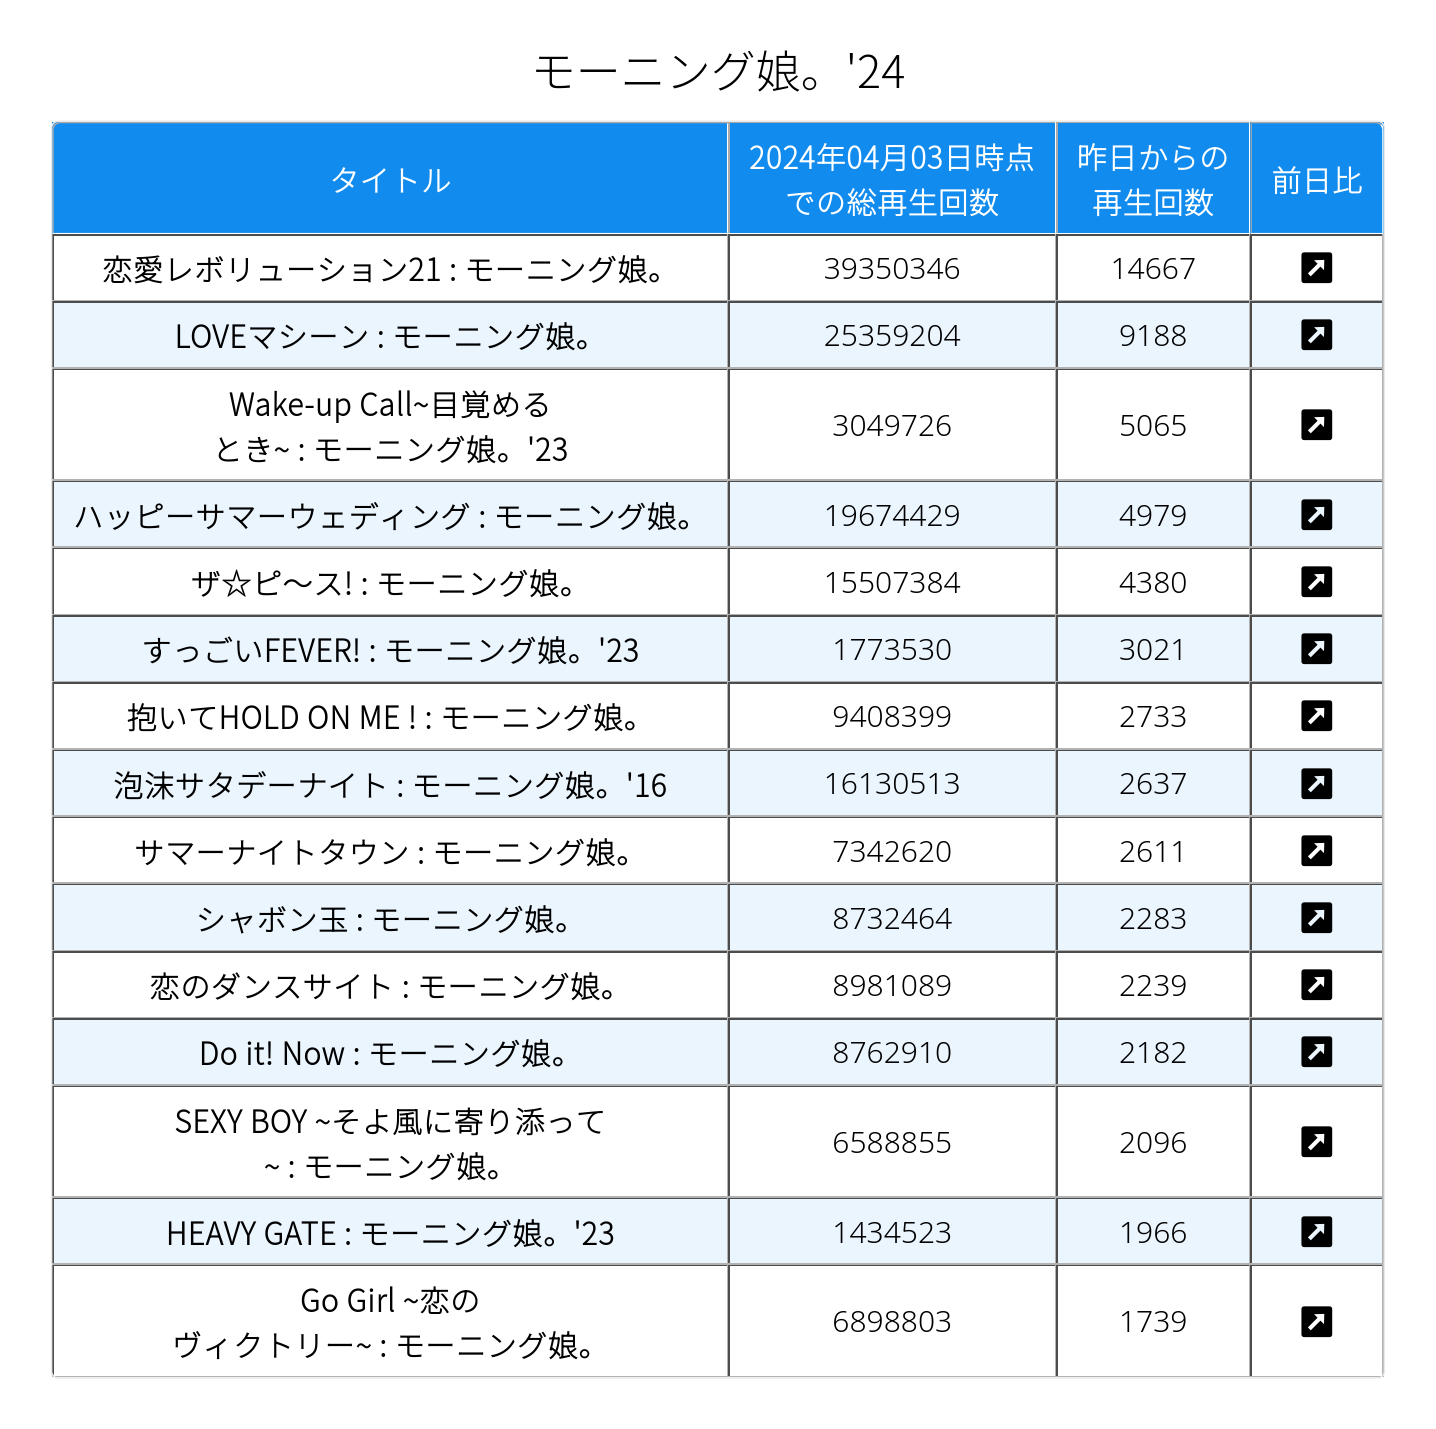 モーニング娘。'24
タイトル
2024年04月03日時点
での総再生回数
昨日からの
再生回数
前日比
恋愛レボリューション21 : モーニング娘。 39350346 14667
LOVEマシーン : モーニング娘。 25359204 9188
Wake-up Call~目覚める
とき~ : モーニング娘。'23 3049726 5065
ハッピーサマーウェディング : モーニング娘。 19674429 4979
ザ☆ピ～ス! : モーニング娘。 15507384 4380
すっごいFEVER! : モーニング娘。'23 1773530 3021
抱いてHOLD ON ME ! : モーニング娘。 9408399 2733
泡沫サタデーナイト : モーニング娘。'16 16130513 2637
サマーナイトタウン : モーニング娘。 7342620 2611
シャボン玉 : モーニング娘。 8732464 2283
恋のダンスサイト : モーニング娘。 8981089 2239
Do it! Now : モーニング娘。 8762910 2182
SEXY BOY ~そよ風に寄り添って
~ : モーニング娘。 6588855 2096
HEAVY GATE : モーニング娘。'23 1434523 1966
Go Girl ~恋の
ヴィクトリー~ : モーニング娘。 6898803 1739